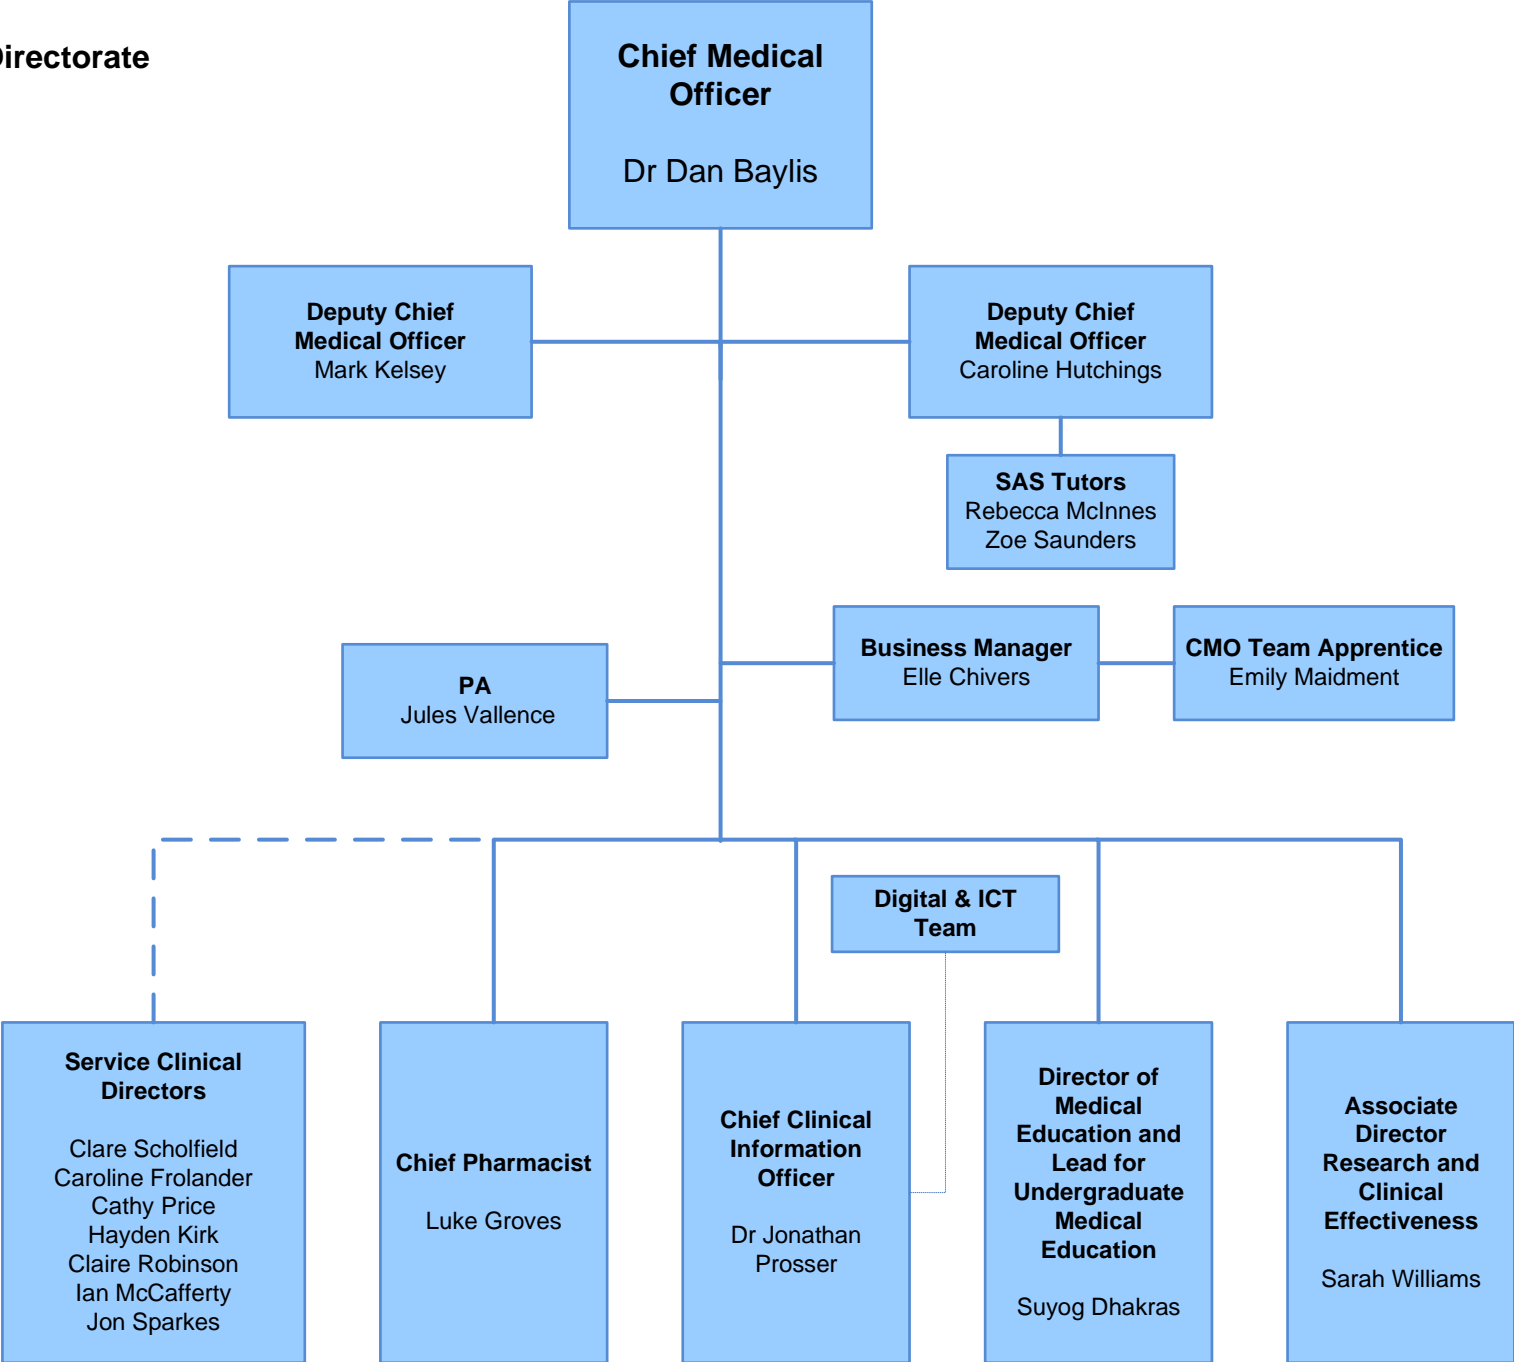 Directorate
Chief Medical
Officer
Dr Dan Baylis
Deputy Chief
Medical Officer
Mark Kelsey
Deputy Chief
Medical Officer
Caroline Hutchings
SAS Tutors
Rebecca McInnes
Zoe Saunders
Business Manager
Elle Chivers
CMO Team Apprentice
Emily Maidment
PA
Jules Vallence
Digital & ICT
Team
Service Clinical
Directors
Clare Scholfield
Caroline Frolander
Cathy Price
Hayden Kirk
Claire Robinson
Ian McCafferty
Jon Sparkes
Chief Pharmacist
Luke Groves
Chief Clinical
Information
Officer
Dr Jonathan
Prosser
Director of
Medical
Education and
Lead for
Undergraduate
Medical
Education
Suyog Dhakras
Associate
Director
Research and
Clinical
Effectiveness
Sarah Williams